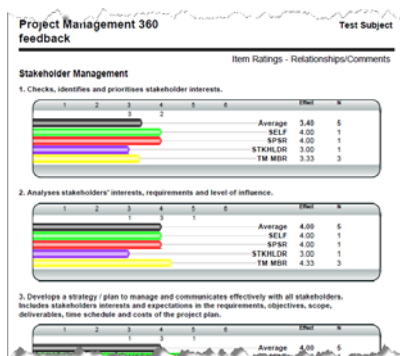 Project Management 360
feedback
Test Subject
Item Ratings - Relationships/Comments
Stakeholder Management
1. Checks, identifies and prioritises stakeholder interests.
1 2 3 4 5 6 Effect N
3 2
Average 3.40 5
SELF 4.00 1
SPSR 4.00 1
STKHLDR 3.00 1
TM MBR 3.33 3
2. Analyses stakeholders' interests, requirements and level of influence.
1 2 3 4 5 6 Effect N
1 3 1
Average 4.00 5
SELF 4.00 1
SPSR 4.00 1
STKHLDR 3.00 1
TM MBR 4.33 3
3. Develops a strategy / plan to manage and communicates effectively with all stakeholders.
Includes stakeholders interests and expectations in the requirements, objectives, scope,
deliverables, time schedule and costs of the project plan.
1 2 3 4 5 6 Effect N
1 3 1
Average 4.00 5